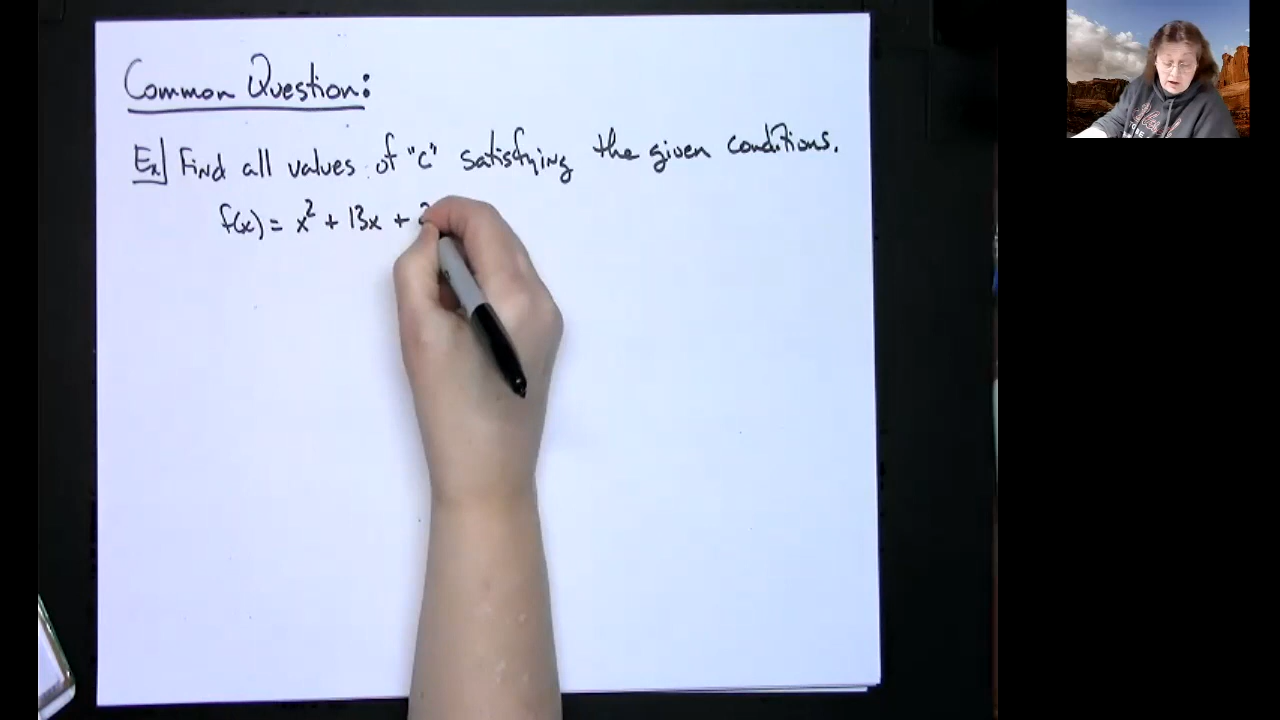 Common Question:
Ex] Find all values of "c" satisfying the given conditions.
f(x) = x² + 13x +